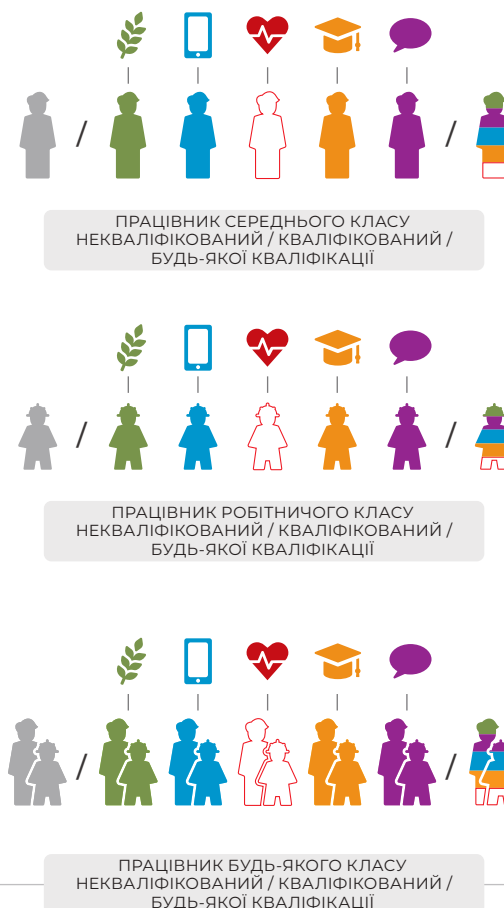 / /
ПРАЦІВНИК СЕРЕДНЬОГО КЛАСУ
НЕКВАЛІФІКОВАНИЙ / КВАЛІФІКОВАНИЙ /
БУДЬ-ЯКОЇ КВАЛІФІКАЦІЇ
/ /
ПРАЦІВНИК РОБІТНИЧОГО КЛАСУ
НЕКВАЛІФІКОВАНИЙ / КВАЛІФІКОВАНИЙ /
БУДЬ-ЯКОЇ КВАЛІФІКАЦІЇ
/ /
ПРАЦІВНИК БУДЬ-ЯКОГО КЛАСУ
НЕКВАЛІФІКОВАНИЙ / КВАЛІФІКОВАНИЙ /
БУДЬ-ЯКОЇ КВАЛІФІКАЦІЇ